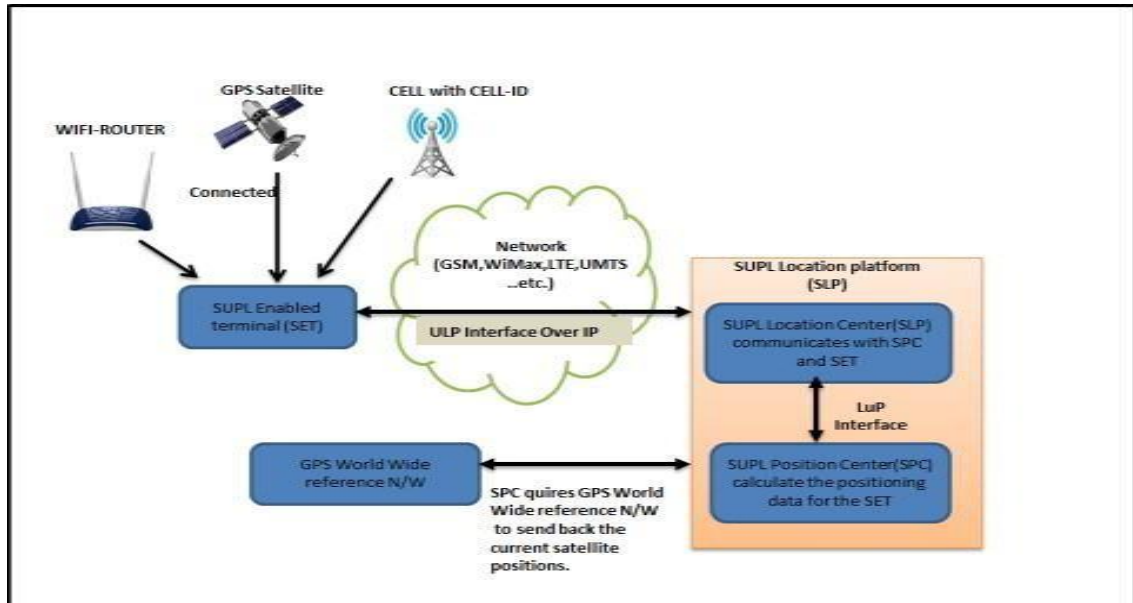 GPS Satellite
CELL with CELL-ID
WIFI-ROUTER
Connected
Network
(GSM,WiMax,LTE,UMTS
...etc.)
SUPL Location platform
(SLP)
SUPL Enabled
terminal (SET)
ULP Interface Over IP
SUPL Location Center(SLP)
communicates with SPC
and SET
LuP
Interface
GPS World Wide
reference N/W
SUPL Position Center(SPC)
calculate the positioning
data for the SET
SPC quires GPS World
Wide reference N/W
to send back the
current satellite
positions.